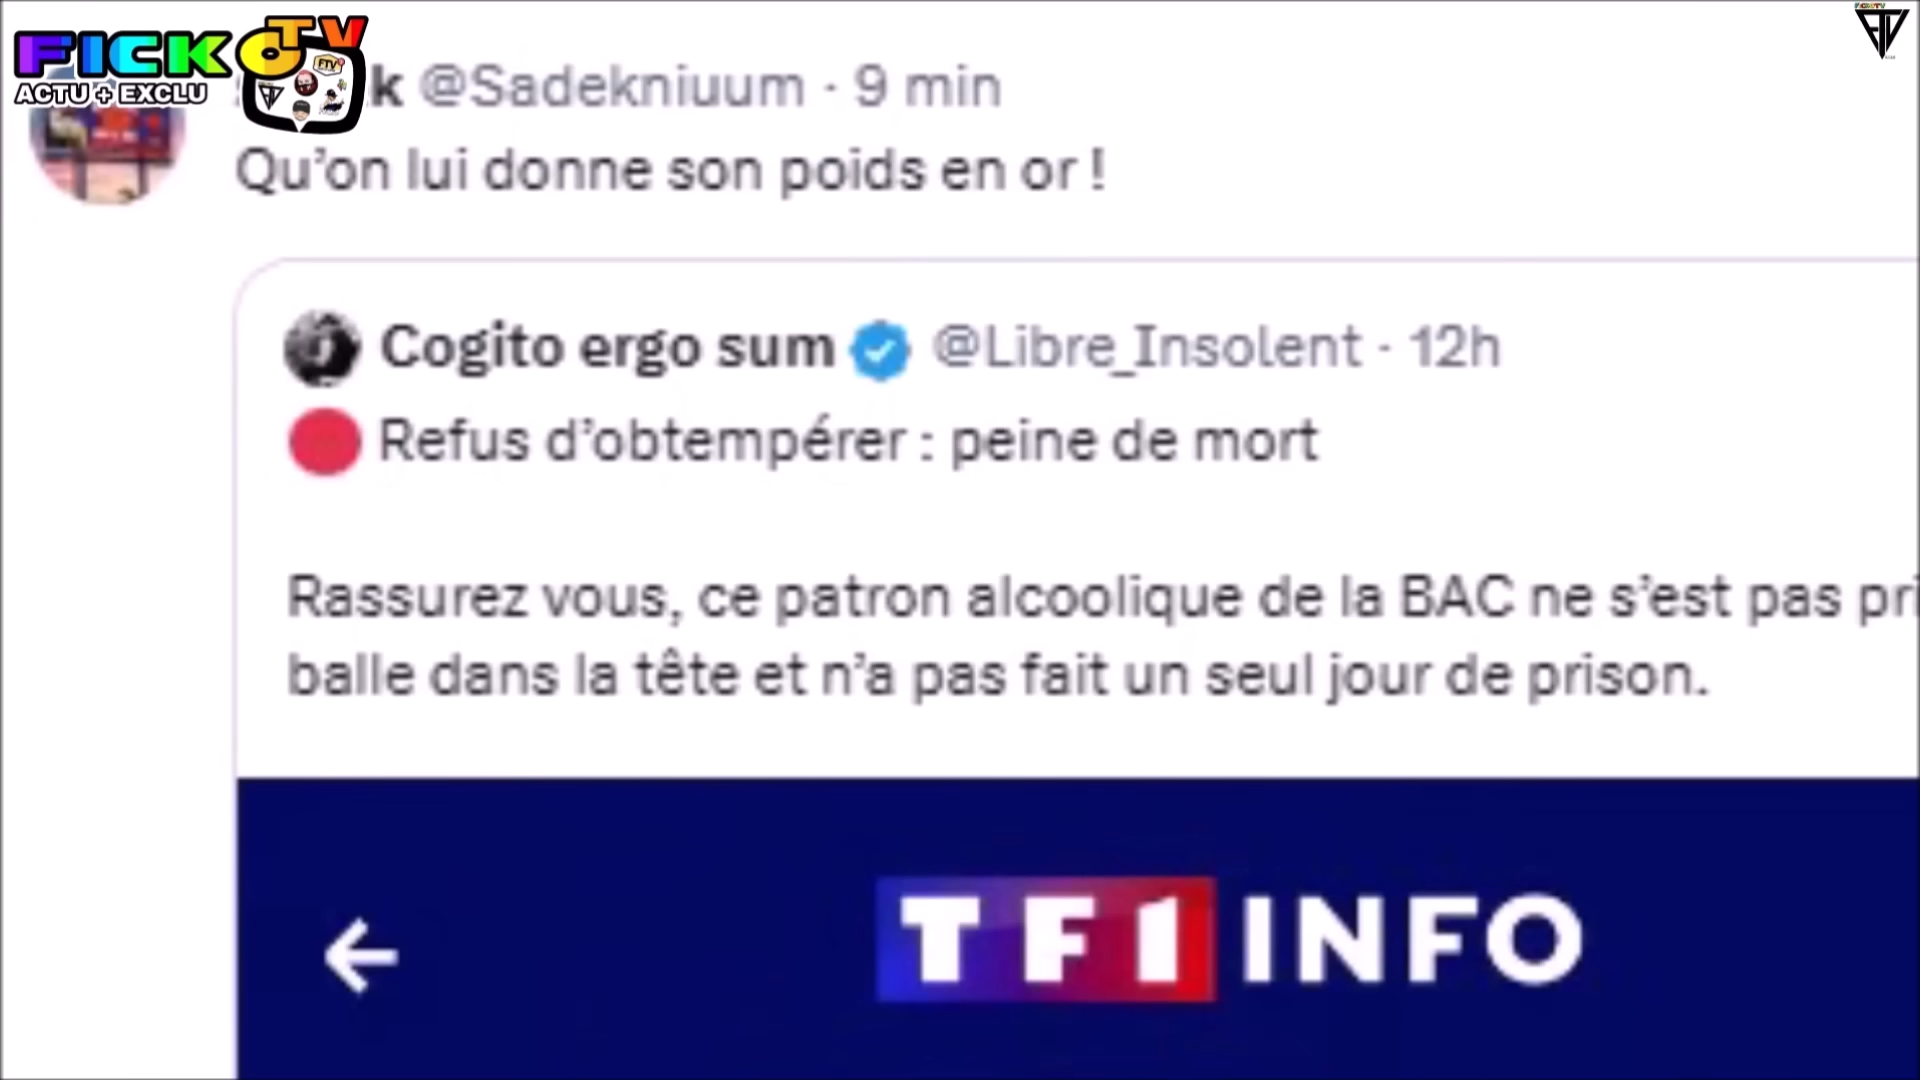 FICKO TV
ACTU + EXCLU
k @Sadekniuum · 9 min
Qu'on lui donne son poids en or !
Cogito ergo sum @Libre_Insolent · 12h
Refus d'obtempérer : peine de mort
Rassurez vous, ce patron alcoolique de la BAC ne s'est pas pri
balle dans la tête et n'a pas fait un seul jour de prison.
TF1 INFO